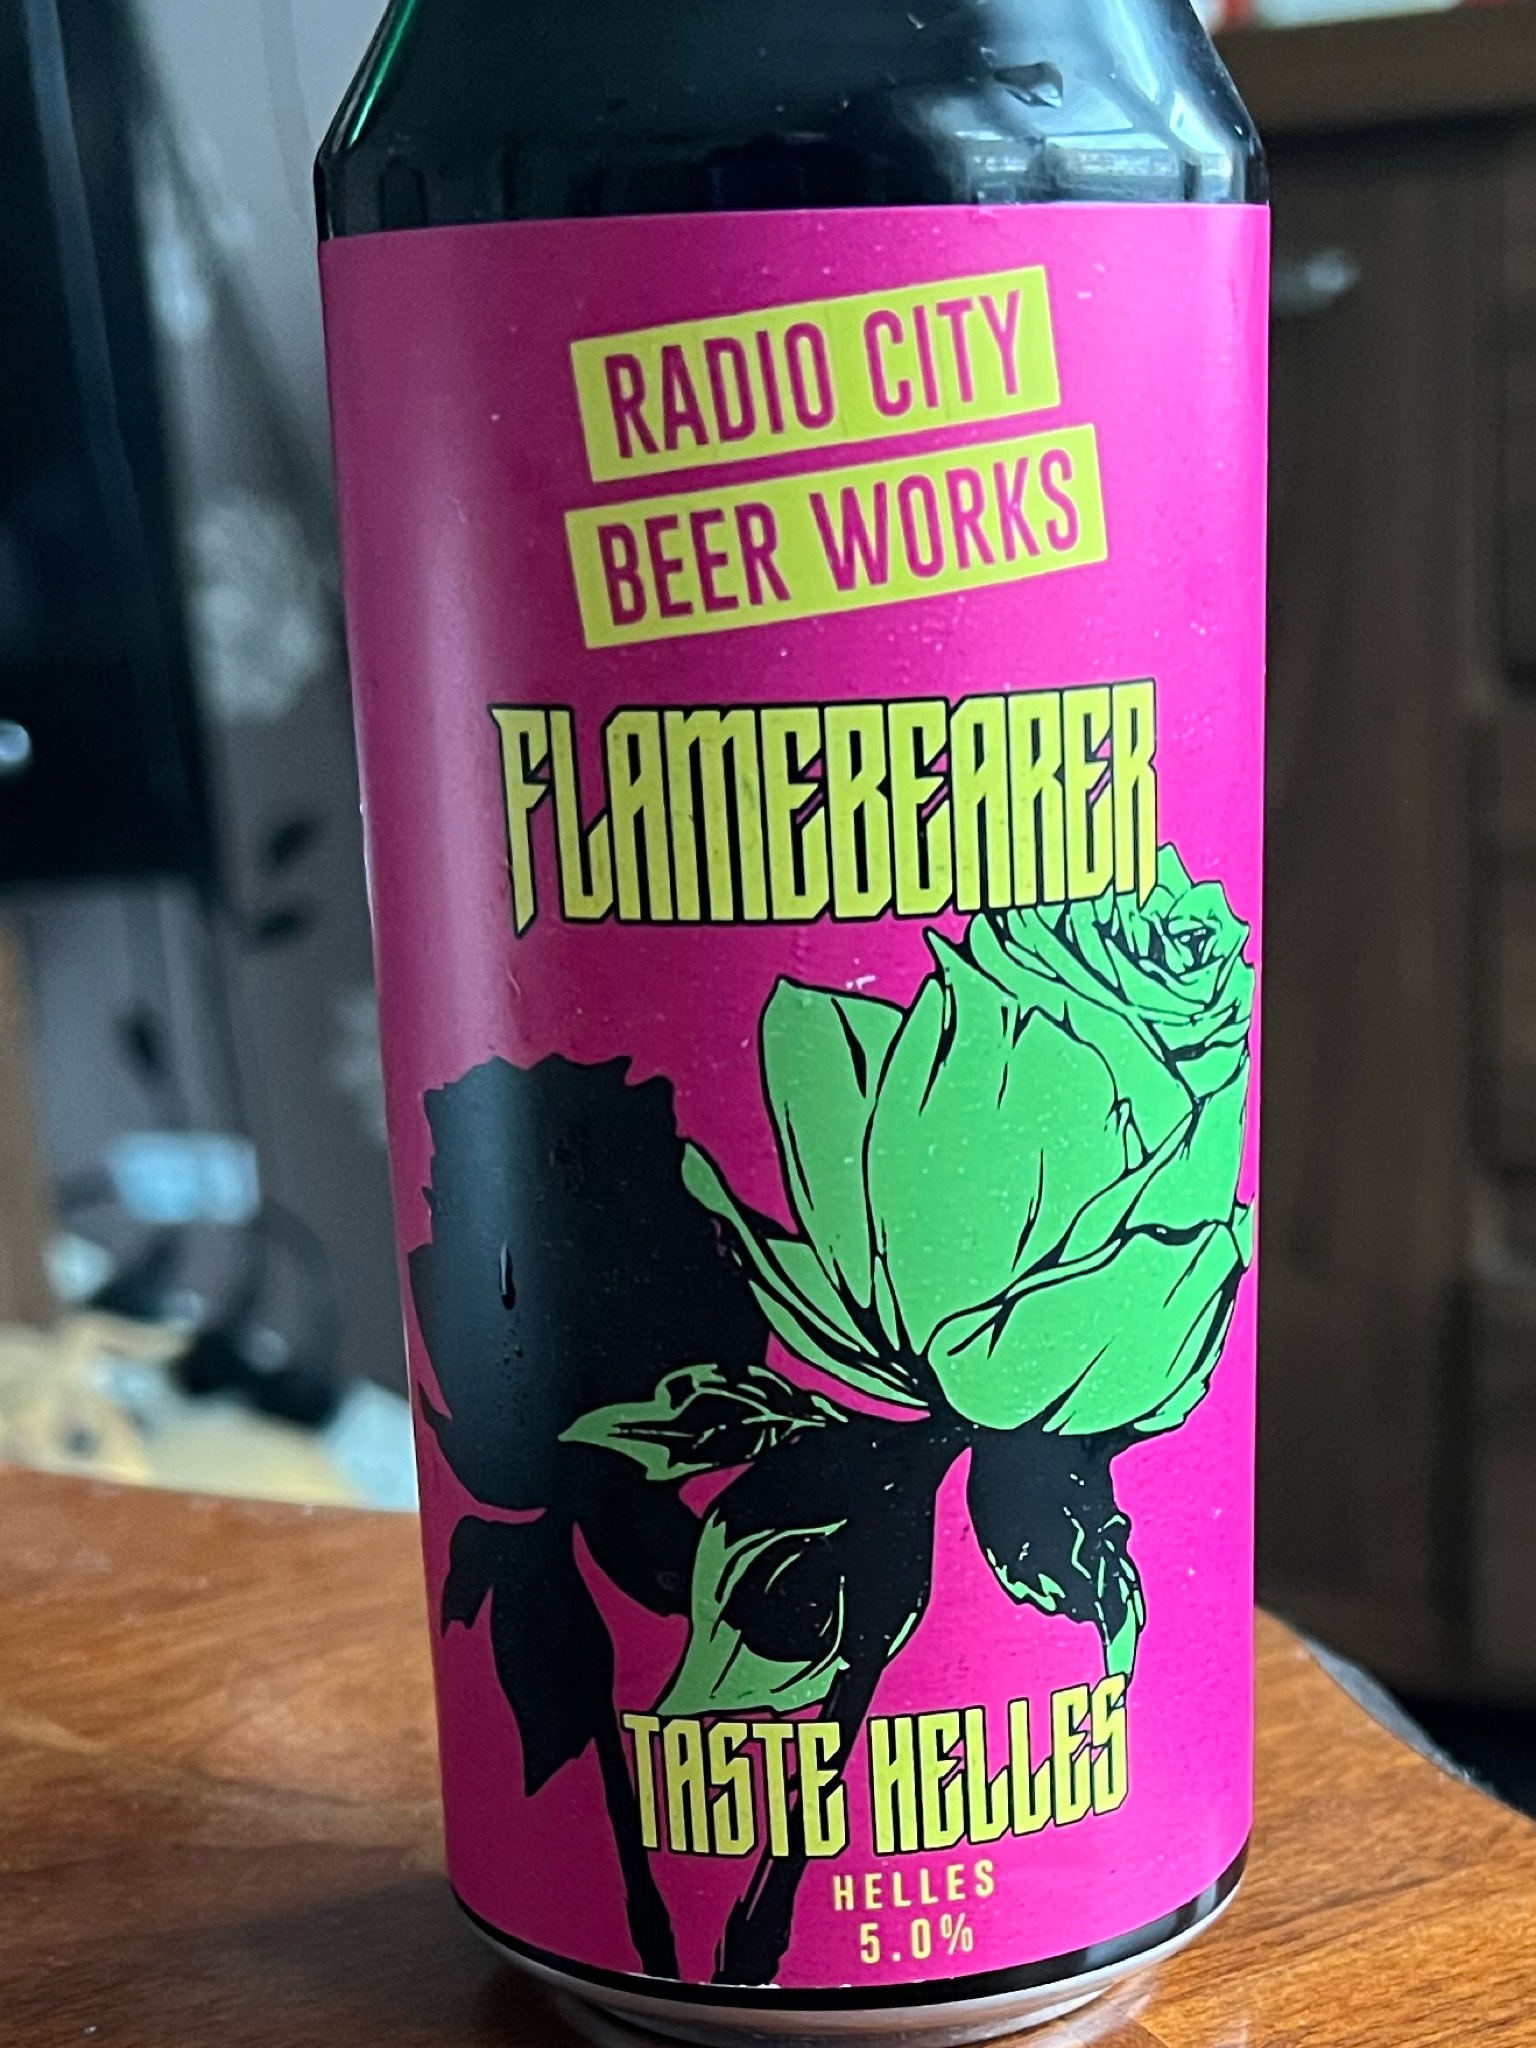 RADIO CITY
BEER WORKS
FLAMEBEARER
TASTE HELLES
HELLES
5.0%